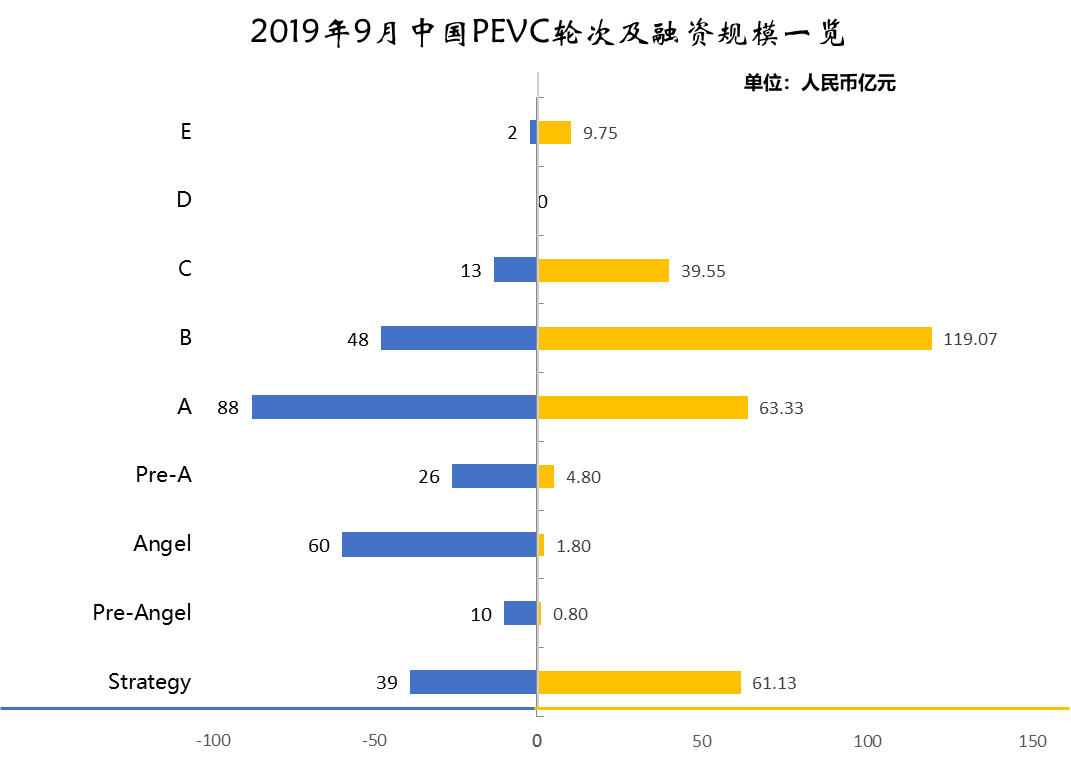 2019年9月中国PEVC轮次及融资规模一览
单位：人民币亿元
E 2 9.75
D 0
C 13 39.55
B 48 119.07
A 88 63.33
Pre-A 26 4.80
Angel 60 1.80
Pre-Angel 10 0.80
Strategy 39 61.13
-100 -50 0 50 100 150